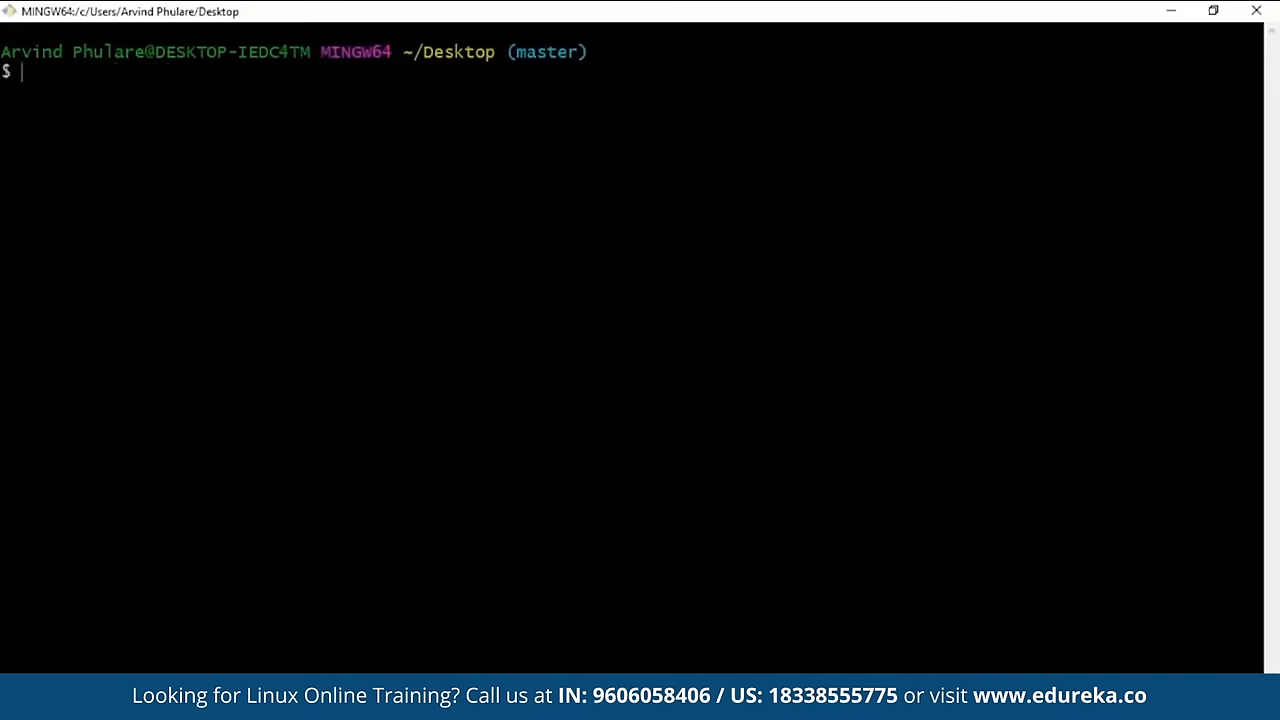 MINGW64:/c/Users/Arvind Phulare/Desktop
Arvind Phulare@DESKTOP-IEDC4TM MINGW64 ~/Desktop (master)
$
Looking for Linux Online Training? Call us at IN: 9606058406 / US: 18338555775 or visit www.edureka.co